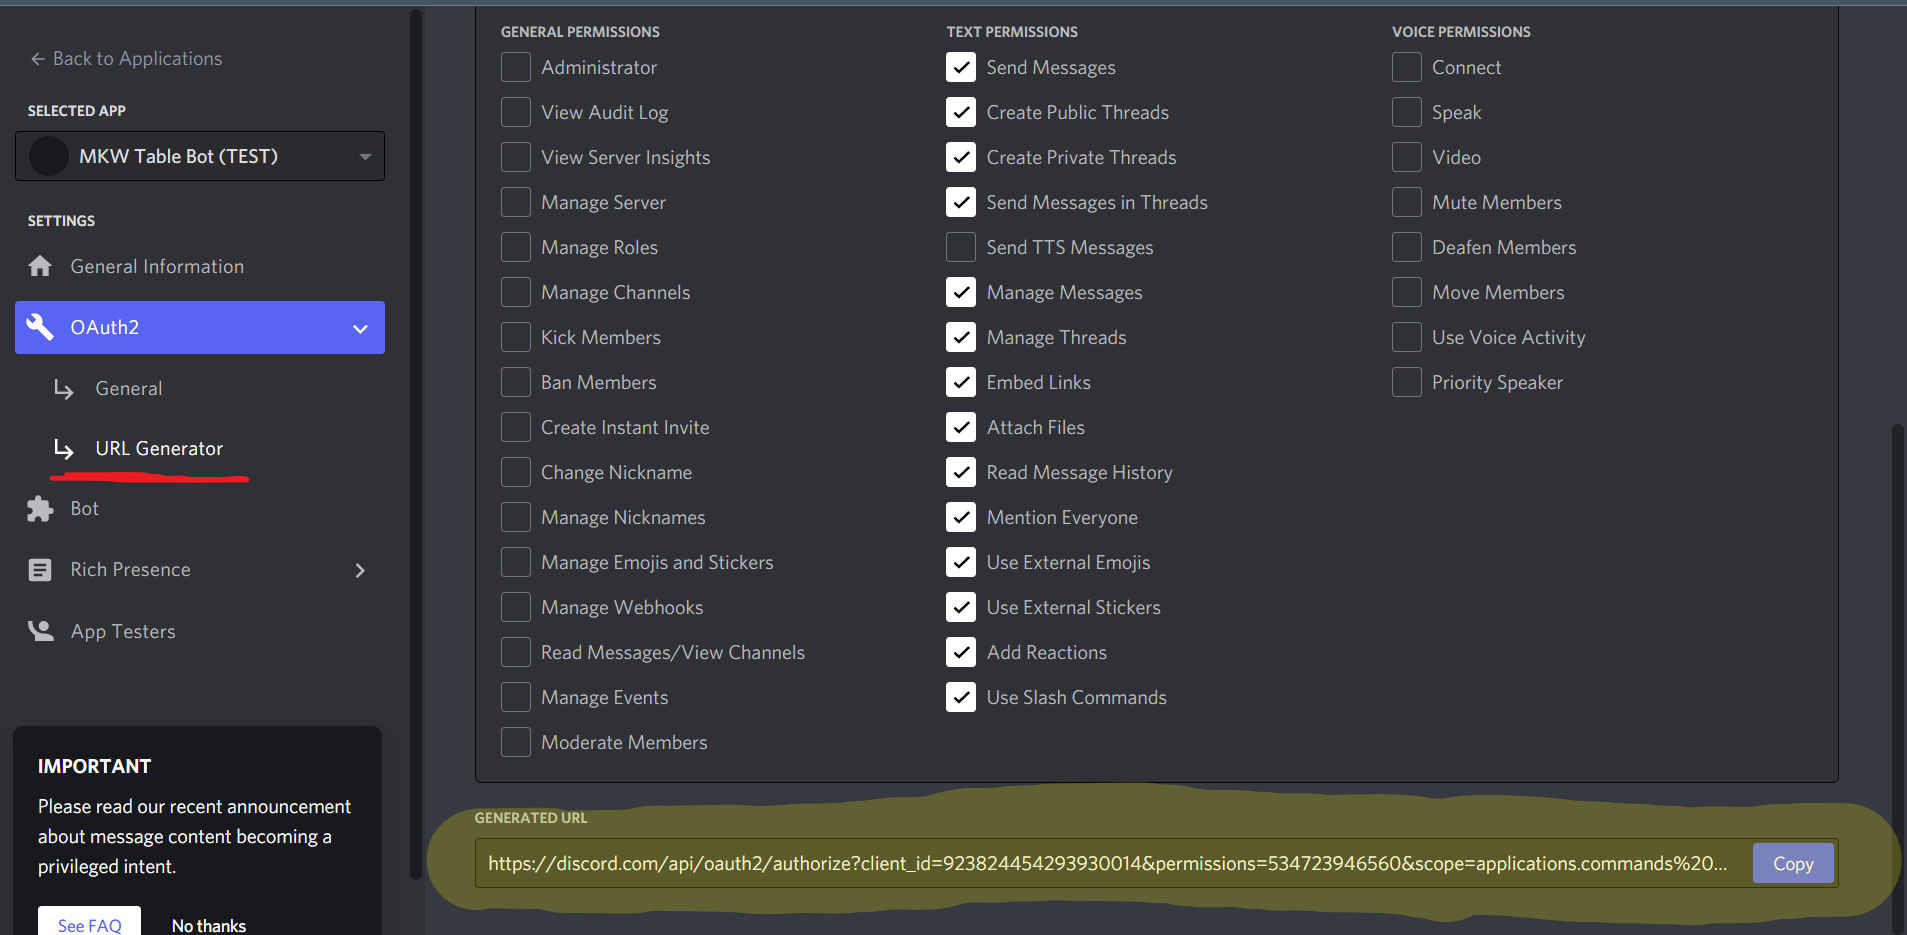 Back to Applications
SELECTED APP
MKW Table Bot (TEST)
SETTINGS
General Information
OAuth2
General
URL Generator
Bot
Rich Presence
App Testers
IMPORTANT
Please read our recent announcement
about message content becoming a
privileged intent.
See FAQ
No thanks
GENERAL PERMISSIONS
Administrator
View Audit Log
View Server Insights
Manage Server
Manage Roles
Manage Channels
Kick Members
Ban Members
Create Instant Invite
Change Nickname
Manage Nicknames
Manage Emojis and Stickers
Manage Webhooks
Read Messages/View Channels
Manage Events
Moderate Members
TEXT PERMISSIONS
Send Messages
Create Public Threads
Create Private Threads
Send Messages in Threads
Send TTS Messages
Manage Messages
Manage Threads
Embed Links
Attach Files
Read Message History
Mention Everyone
Use External Emojis
Use External Stickers
Add Reactions
Use Slash Commands
VOICE PERMISSIONS
Connect
Speak
Video
Mute Members
Deafen Members
Move Members
Use Voice Activity
Priority Speaker
GENERATED URL
https://discord.com/api/oauth2/authorize?client_id=923824454293930014&permissions=534723946560&scope=applications.commands%20...
Copy